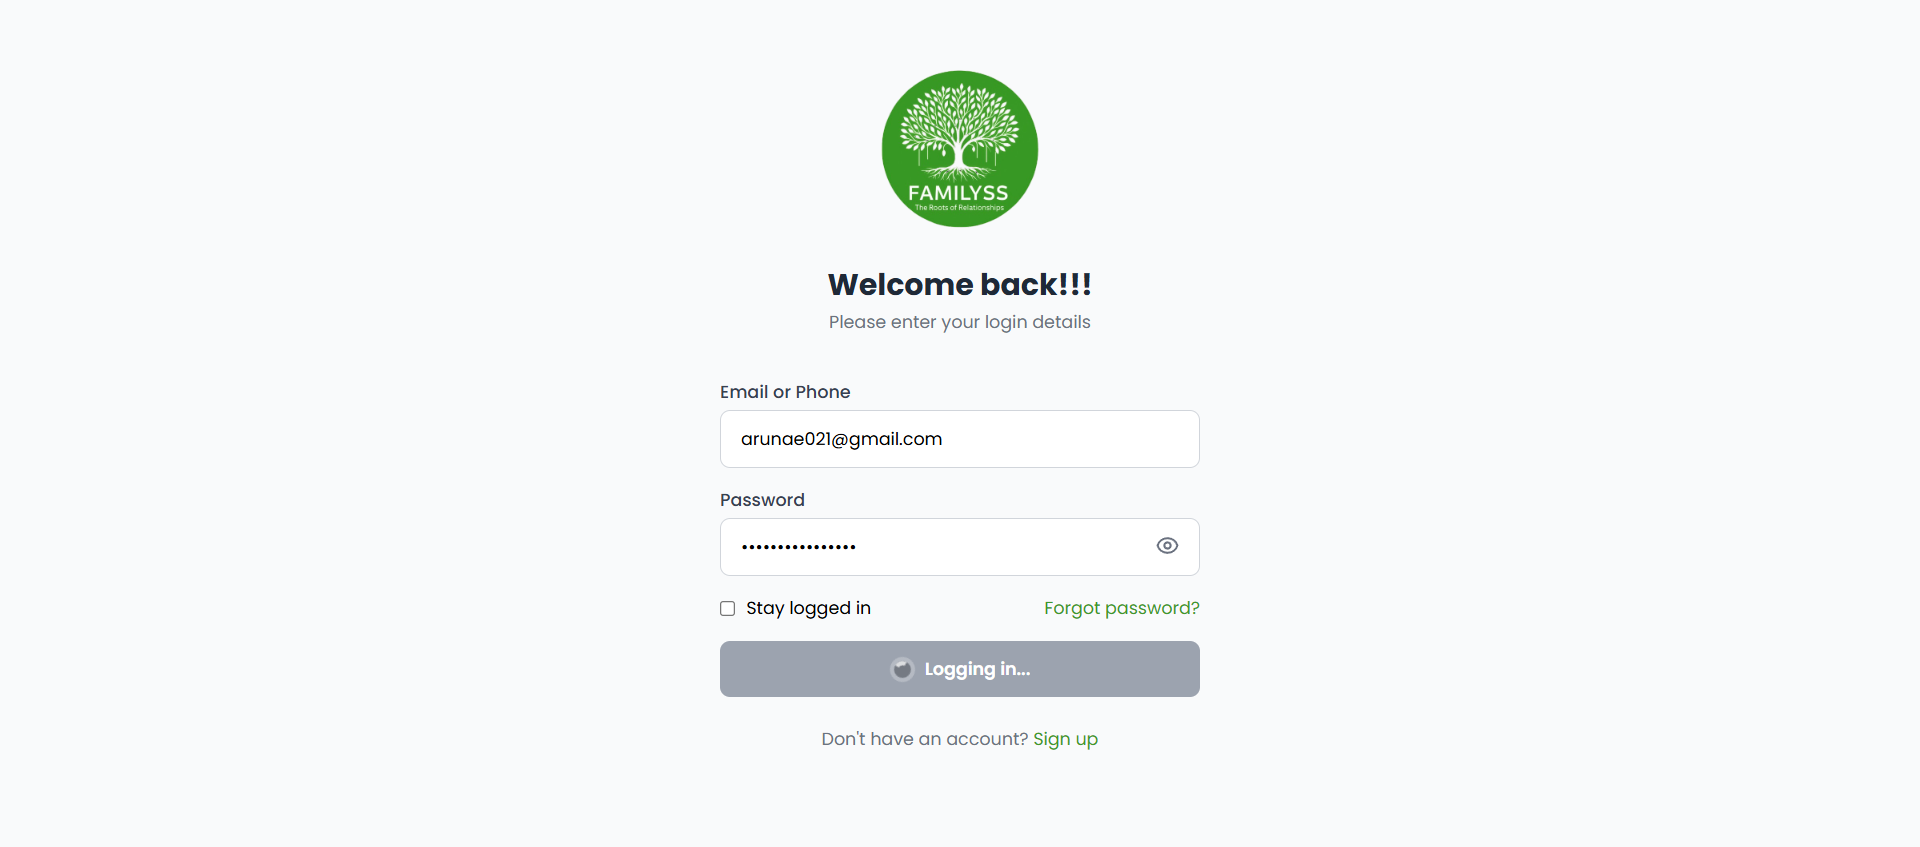 FAMILYSS
The Roots of Relationships
Welcome back!!!
Please enter your login details
Email or Phone
arunae021@gmail.com
Password
••••••••••••••••
Stay logged in
Forgot password?
Logging in...
Don't have an account? Sign up